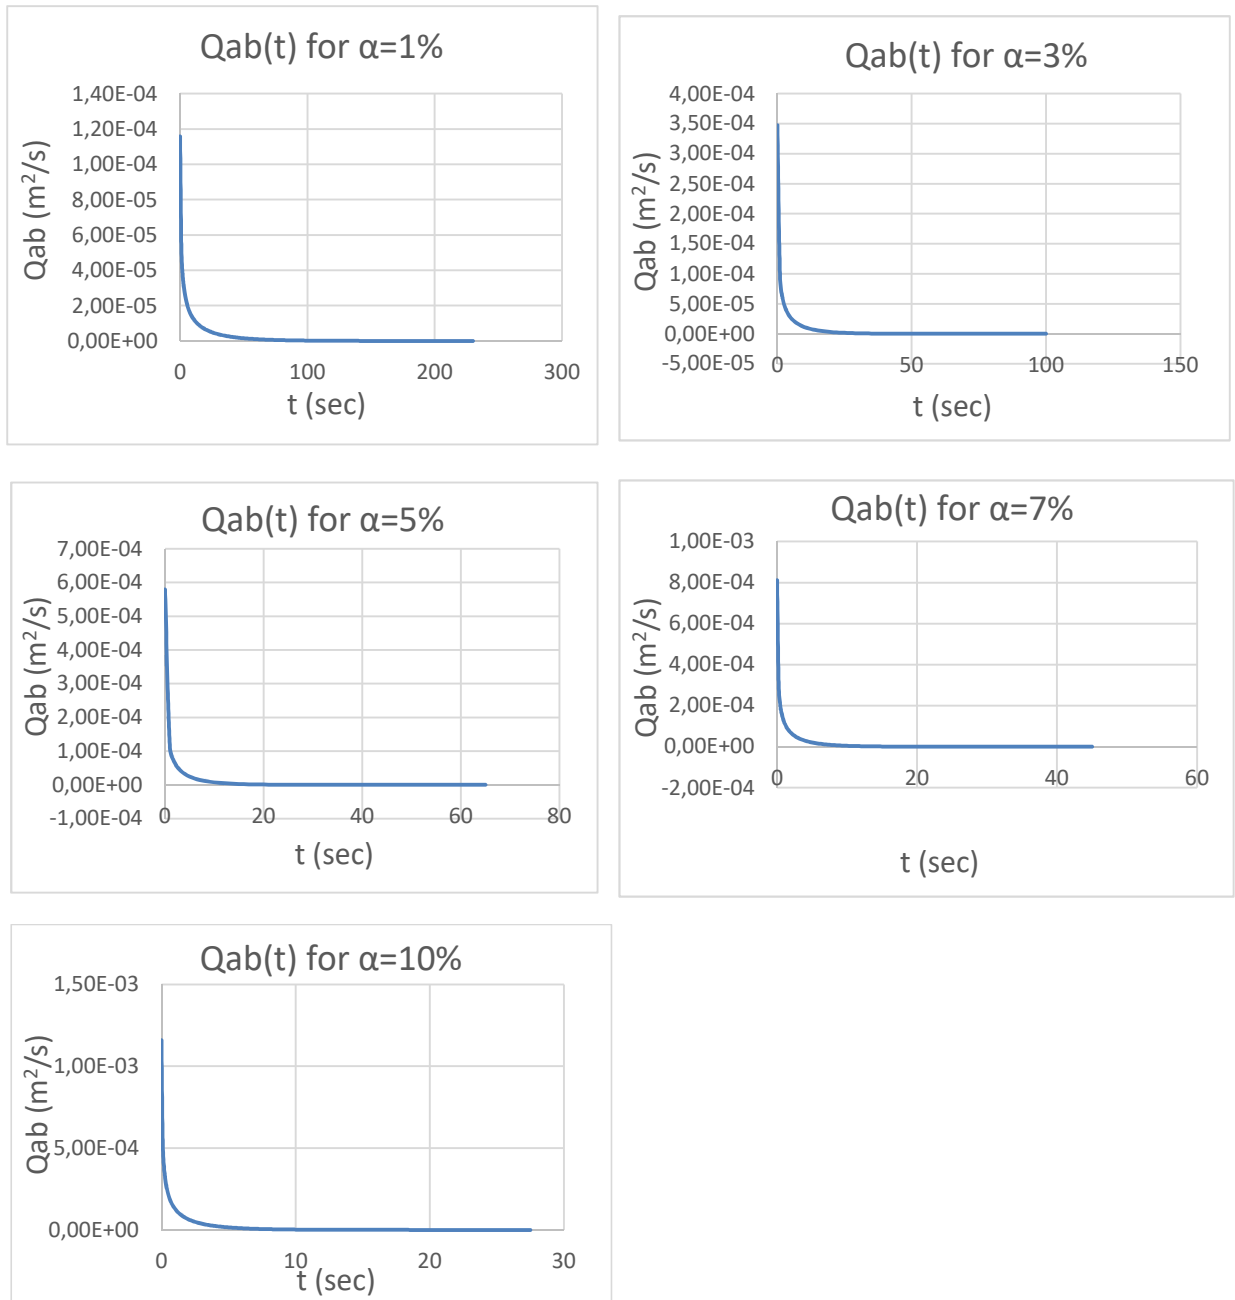 Qab(t) for α=1%
1,40E-04
1,20E-04
1,00E-04
8,00E-05
6,00E-05
4,00E-05
2,00E-05
0,00E+00
Qab (m²/s)
0 100 200 300
t (sec)
Qab(t) for α=3%
4,00E-04
3,50E-04
3,00E-04
2,50E-04
2,00E-04
1,50E-04
1,00E-04
5,00E-05
0,00E+00
-5,00E-05
Qab (m²/s)
0 50 100 150
t (sec)
Qab(t) for α=5%
7,00E-04
6,00E-04
5,00E-04
4,00E-04
3,00E-04
2,00E-04
1,00E-04
0,00E+00
-1,00E-04
Qab (m²/s)
0 20 40 60 80
t (sec)
Qab(t) for α=7%
1,00E-03
8,00E-04
6,00E-04
4,00E-04
2,00E-04
0,00E+00
-2,00E-04
Qab (m²/s)
0 20 40 60
t (sec)
Qab(t) for α=10%
1,50E-03
1,00E-03
5,00E-04
0,00E+00
Qab (m²/s)
0 10 20 30
t (sec)